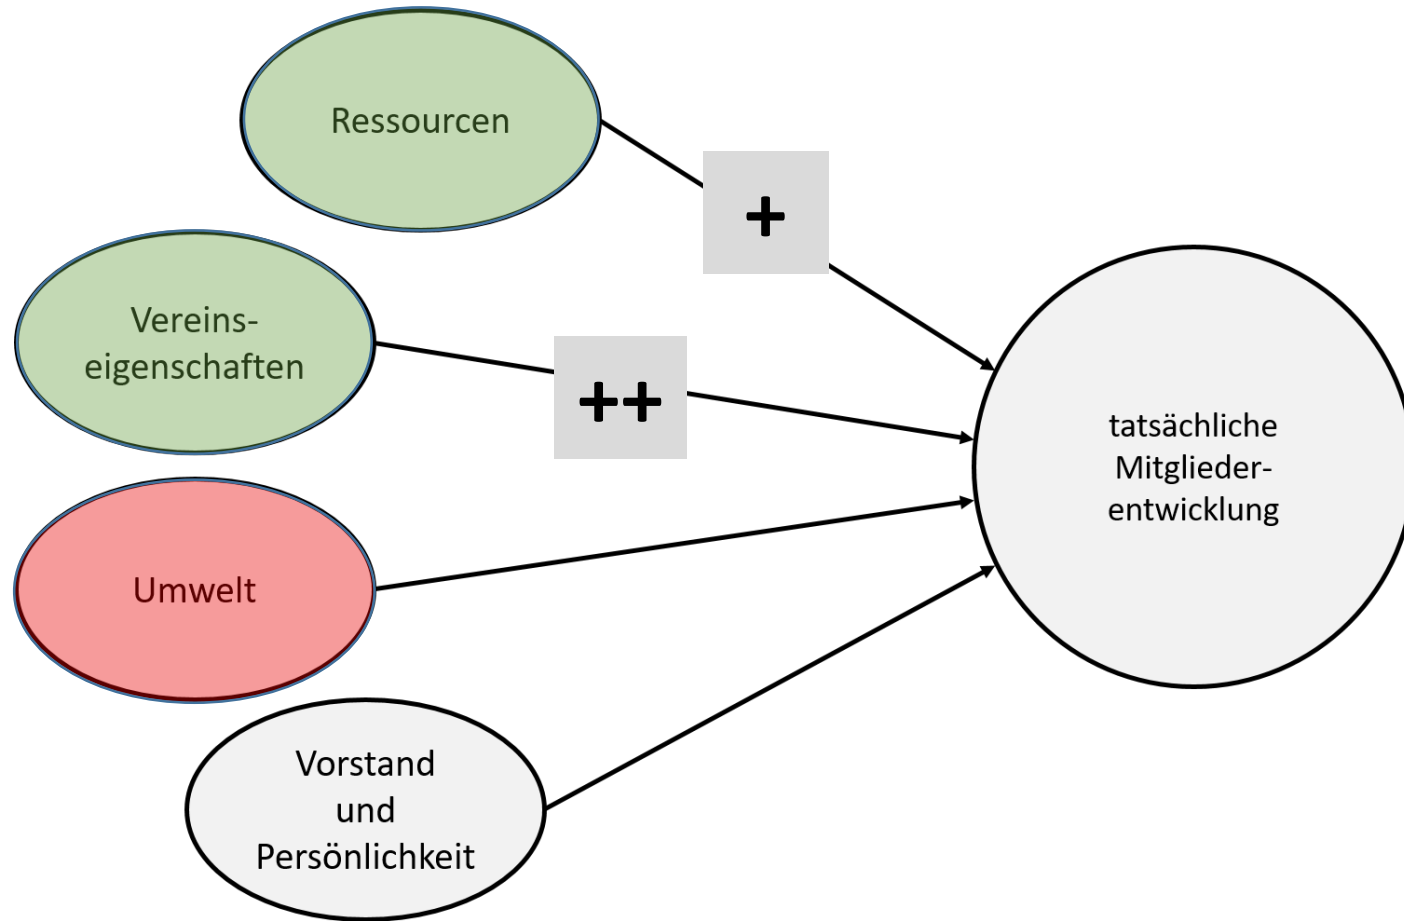 Ressourcen
+
Vereins-
eigenschaften
++
tatsächliche
Mitglieder-
entwicklung
Umwelt
Vorstand
und
Persönlichkeit